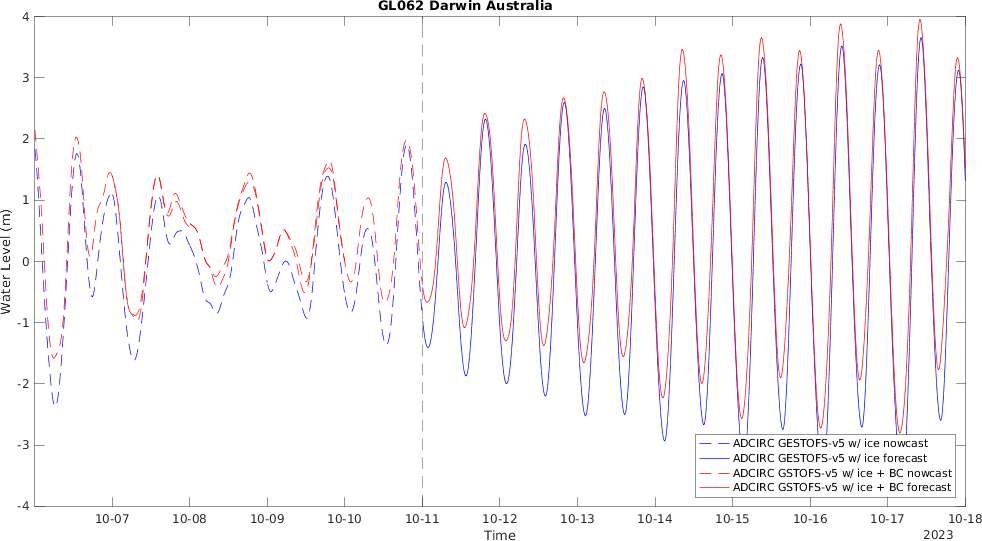 GL062 Darwin Australia
4
3
2
1
0
-1
-2
-3
-4
Water Level (m)
ADCIRC GESTOFS-v5 w/ ice nowcast
ADCIRC GESTOFS-v5 w/ ice forecast
ADCIRC GSTOFS-v5 w/ ice + BC nowcast
ADCIRC GSTOFS-v5 w/ ice + BC forecast
10-07 10-08 10-09 10-10 10-11 10-12 10-13 10-14 10-15 10-16 10-17 10-18
Time
2023